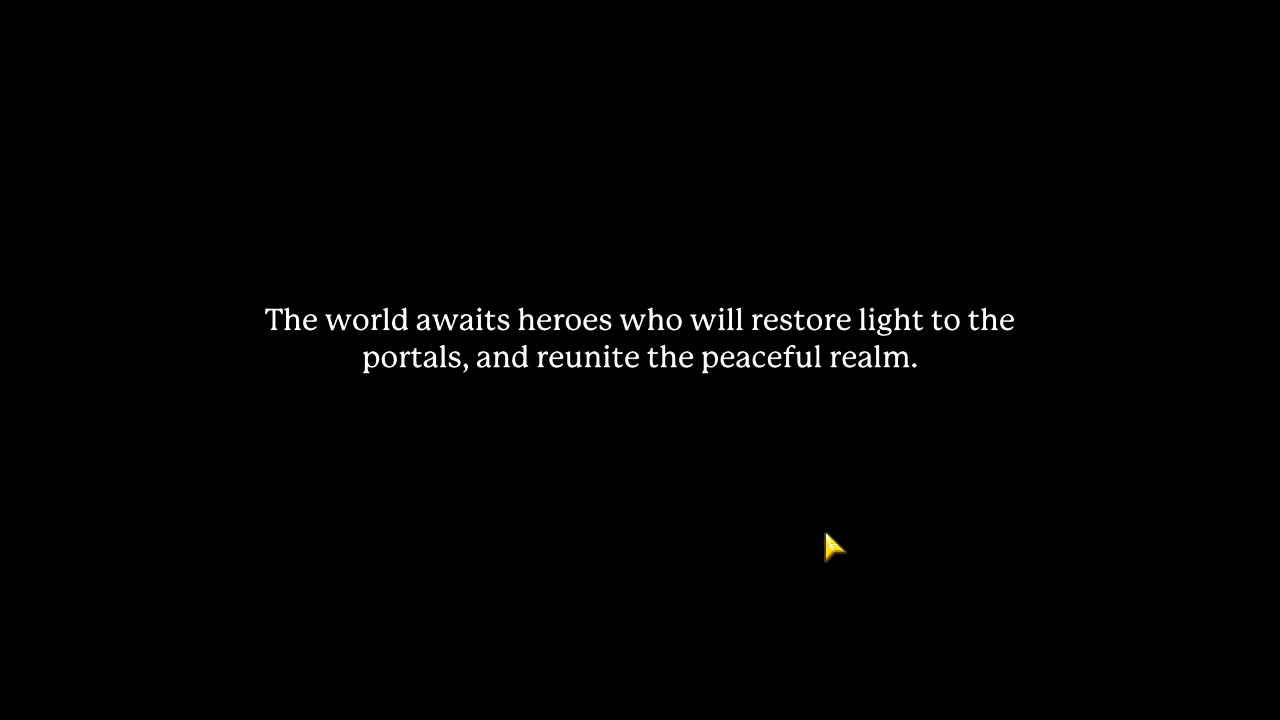 The world awaits heroes who will restore light to the
portals, and reunite the peaceful realm.